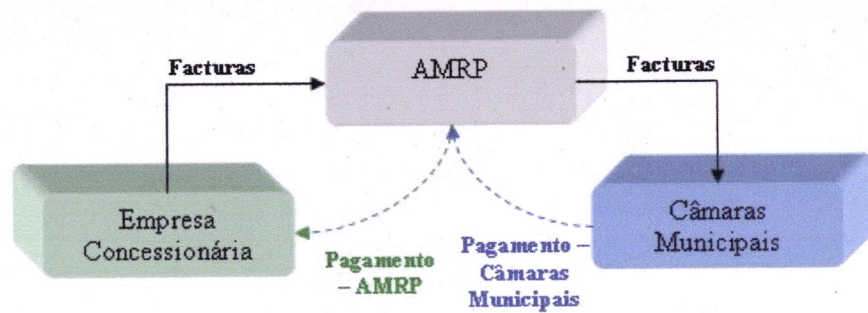 Facturas
AMRP
Facturas
Empresa
Concessionária
Câmaras
Municipais
Pagamento
– AMRP
Pagamento –
Câmaras
Municipais